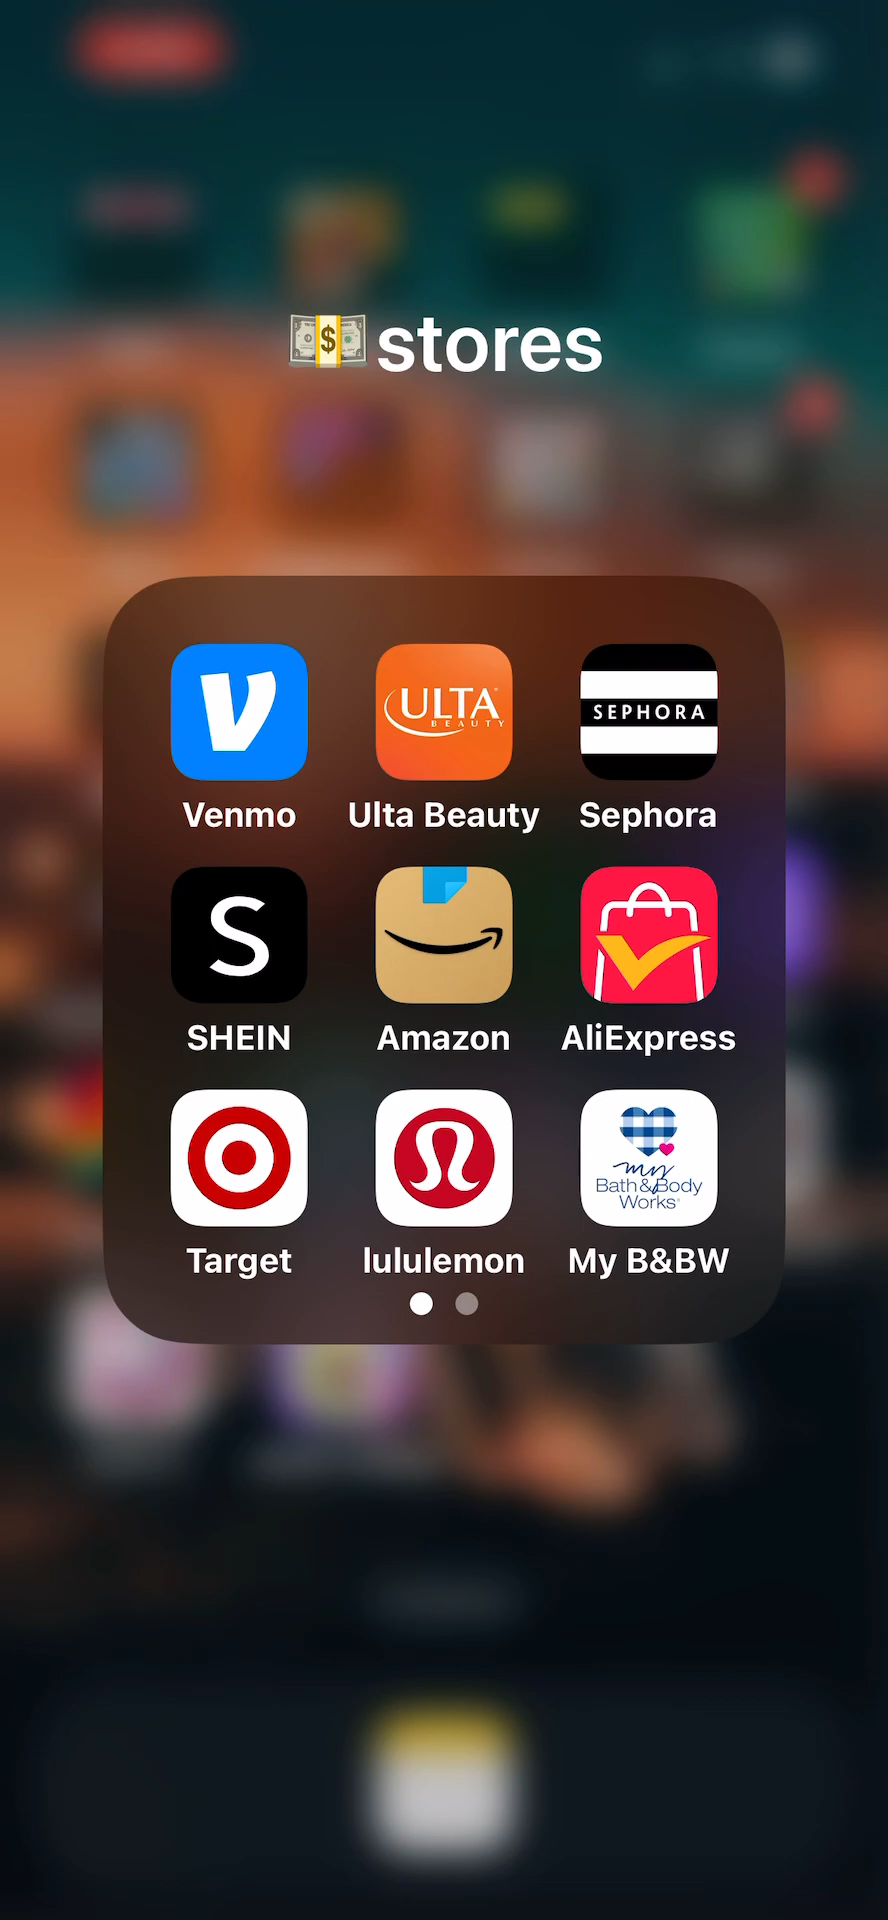 💵stores
ULTA
BEAUTY
SEPHORA
Venmo Ulta Beauty Sephora
S
Amazon AliExpress
SHEIN
my
Bath & Body
Works
Target lululemon My B&BW